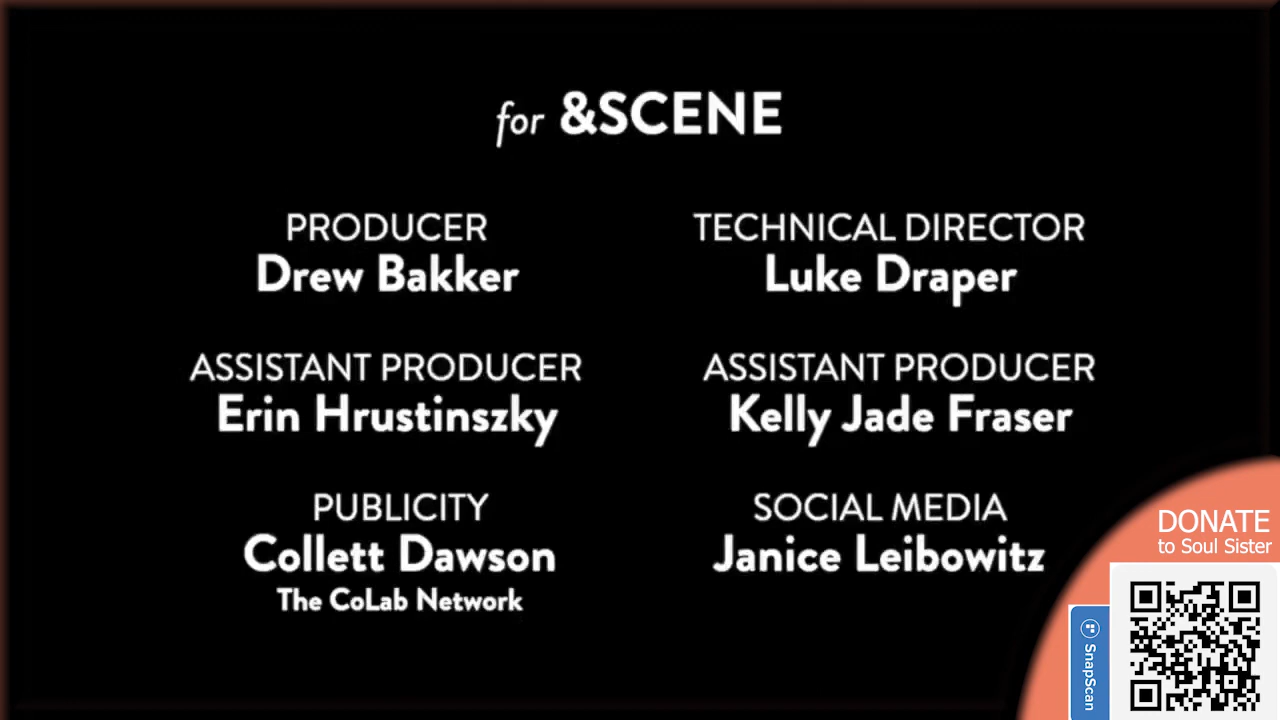 for &SCENE
PRODUCER
Drew Bakker
TECHNICAL DIRECTOR
Luke Draper
ASSISTANT PRODUCER
Erin Hrustinszky
ASSISTANT PRODUCER
Kelly Jade Fraser
PUBLICITY
Collett Dawson
The CoLab Network
SOCIAL MEDIA
Janice Leibowitz
DONATE
to Soul Sister
SnapScan